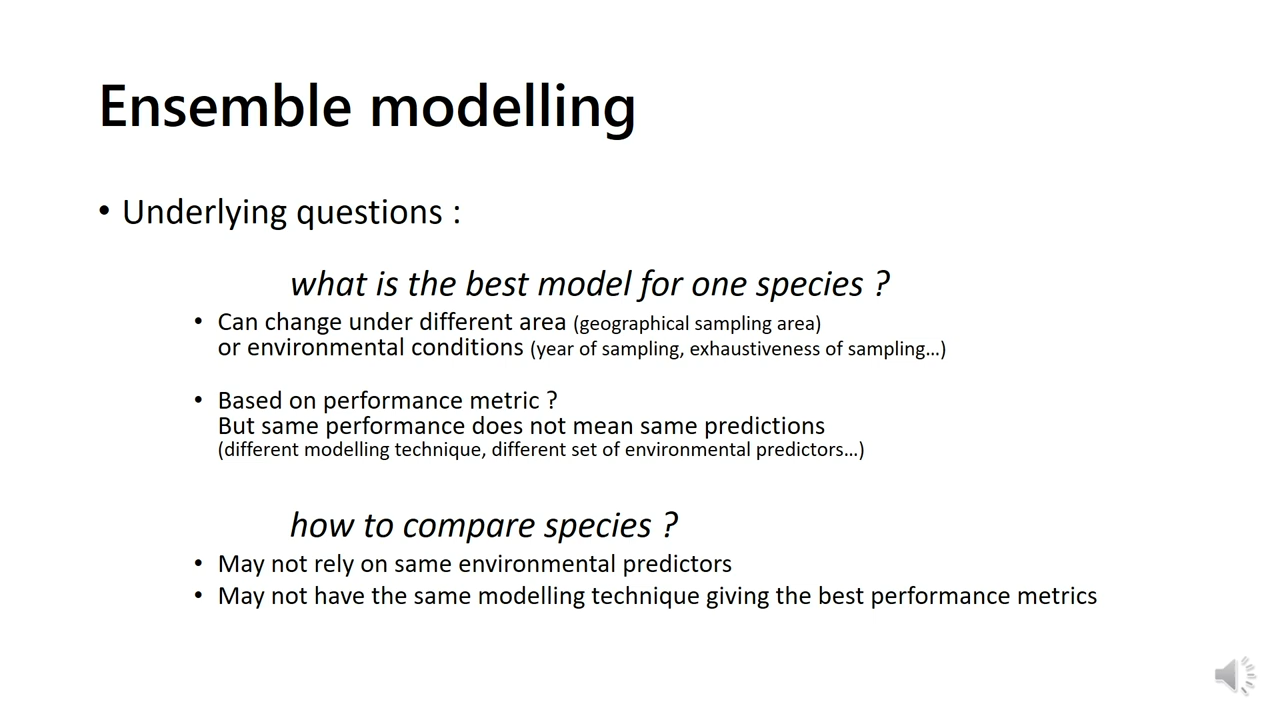 Ensemble modelling
• Underlying questions :
what is the best model for one species ?
• Can change under different area (geographical sampling area)
or environmental conditions (year of sampling, exhaustiveness of sampling…)
• Based on performance metric ?
But same performance does not mean same predictions
(different modelling technique, different set of environmental predictors…)
how to compare species ?
• May not rely on same environmental predictors
• May not have the same modelling technique giving the best performance metrics